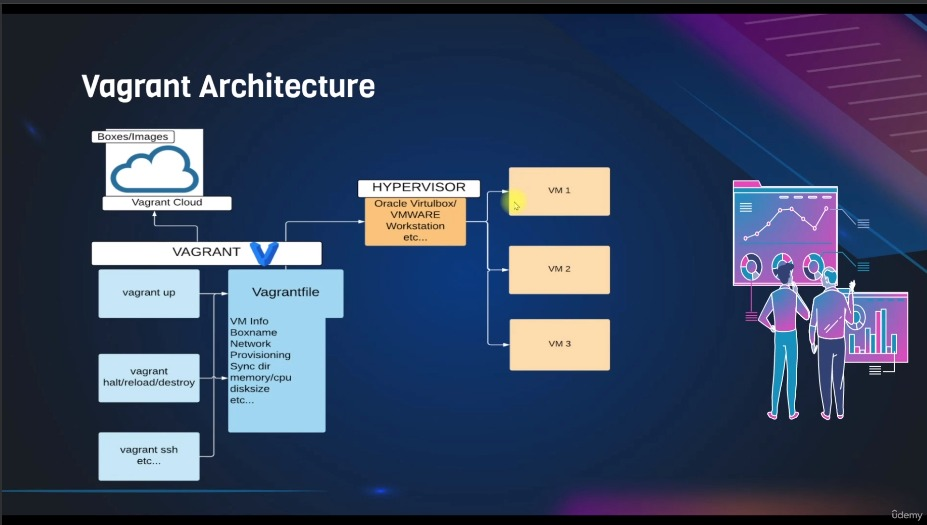 Vagrant Architecture
Boxes/Images
Vagrant Cloud
VAGRANT
vagrant up
vagrant
halt/reload/destroy
vagrant ssh
etc...
Vagrantfile
VM Info
Boxname
Network
Provisioning
Sync dir
memory/cpu
disksize
etc...
HYPERVISOR
Oracle Virtulbox/
VMWARE
Workstation
etc...
VM 1
VM 2
VM 3
ûdemy